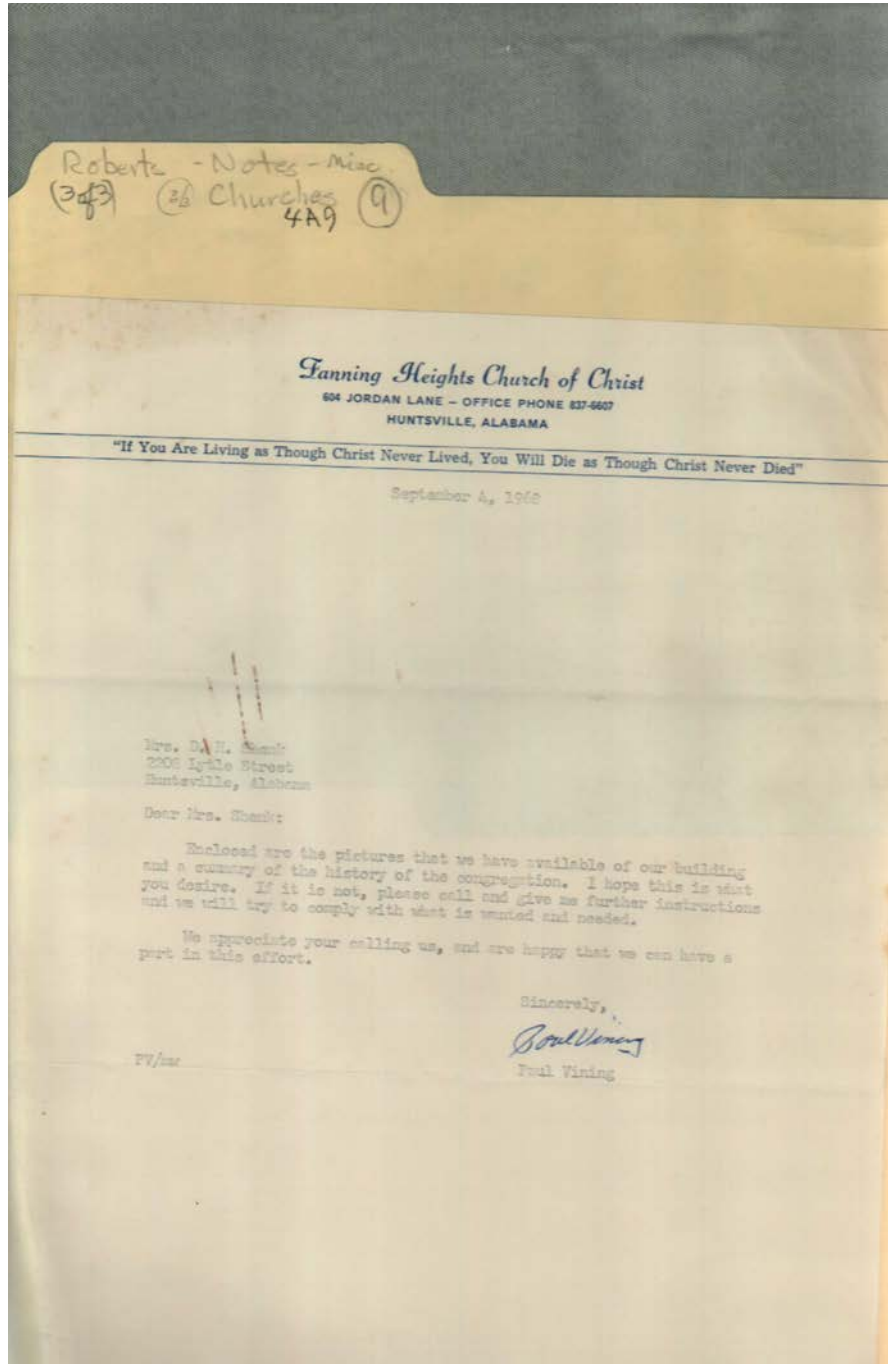 Roberts - Notes - Misc.
(3 of 3) Churches 9
4A9
Fanning Heights Church of Christ
604 JORDAN LANE – OFFICE PHONE 837-6607
HUNTSVILLE, ALABAMA
"If You Are Living as Though Christ Never Lived, You Will Die as Though Christ Never Died"
September 4, 1968
Mrs. D. H. Shenk
Street
Huntsville, Alabama
Dear Mrs. Shenk:
Enclosed are the pictures that we have available of our building
and a summary of the history of the congregation. I hope this is what
you desire. If it is not, please call and give me further instructions
and we will try to comply with what is wanted and needed.
We appreciate your calling us, and are happy that we can have a
part in this effort.
Sincerely,
Paul Vining
Paul Vining